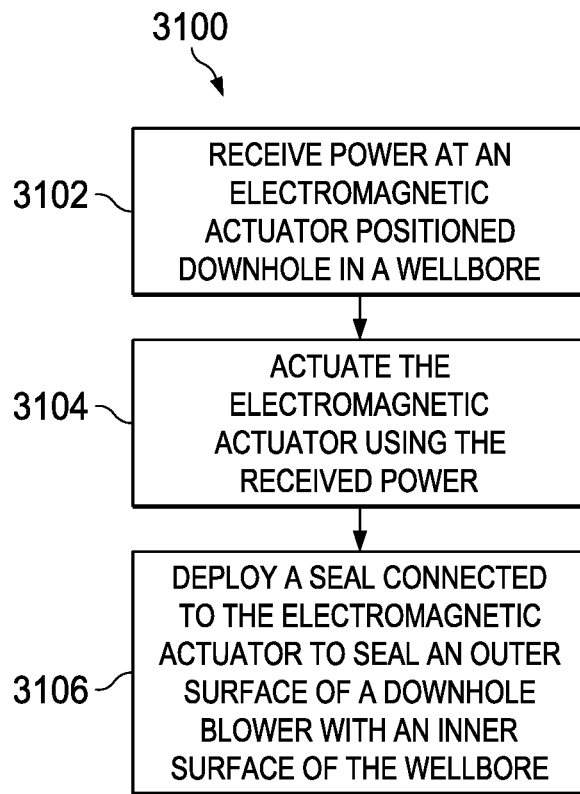 3100
3102
RECEIVE POWER AT AN
ELECTROMAGNETIC
ACTUATOR POSITIONED
DOWNHOLE IN A WELLBORE
3104
ACTUATE THE
ELECTROMAGNETIC
ACTUATOR USING THE
RECEIVED POWER
3106
DEPLOY A SEAL CONNECTED
TO THE ELECTROMAGNETIC
ACTUATOR TO SEAL AN OUTER
SURFACE OF A DOWNHOLE
BLOWER WITH AN INNER
SURFACE OF THE WELLBORE